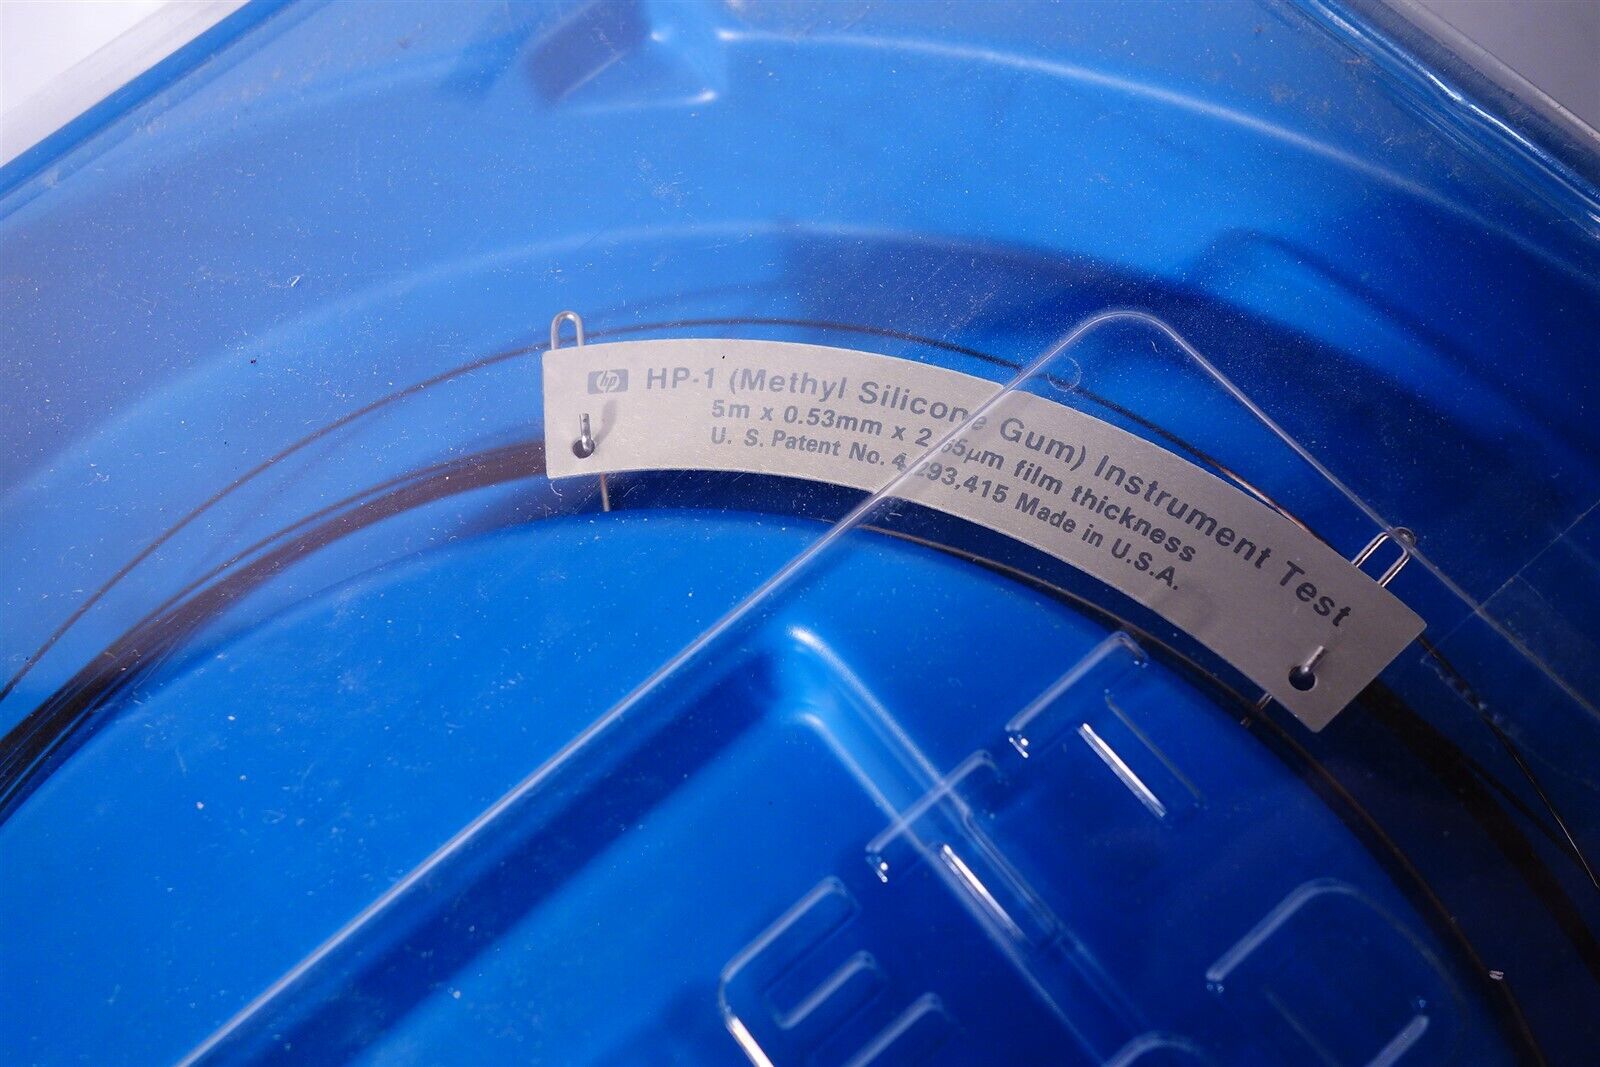 hp HP-1 (Methyl Silicone Gum) Instrument Test
5m x 0.53mm x 2.65µm film thickness
U. S. Patent No. 4,293,415 Made in U.S.A.